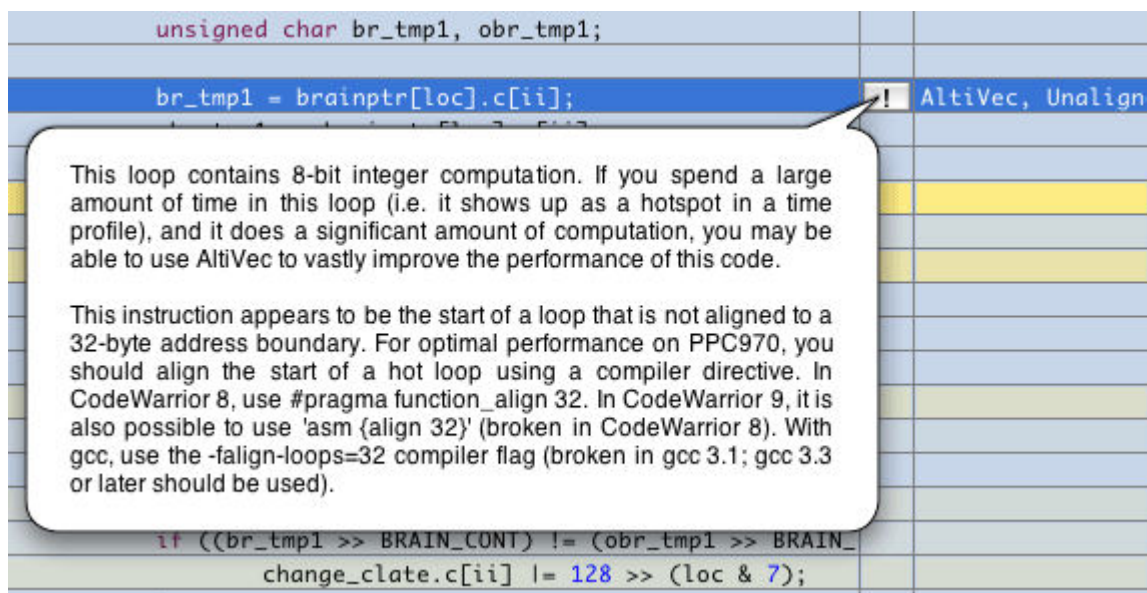 unsigned char br_tmp1, obr_tmp1;
br_tmp1 = brainptr[loc].c[ii];
! AltiVec, Unalign
This loop contains 8-bit integer computation. If you spend a large
amount of time in this loop (i.e. it shows up as a hotspot in a time
profile), and it does a significant amount of computation, you may be
able to use AltiVec to vastly improve the performance of this code.
This instruction appears to be the start of a loop that is not aligned to a
32-byte address boundary. For optimal performance on PPC970, you
should align the start of a hot loop using a compiler directive. In
CodeWarrior 8, use #pragma function_align 32. In CodeWarrior 9, it is
also possible to use 'asm {align 32}' (broken in CodeWarrior 8). With
gcc, use the -falign-loops=32 compiler flag (broken in gcc 3.1; gcc 3.3
or later should be used).
if ((br_tmp1 >> BRAIN_CONT) != (obr_tmp1 >> BRAIN_
change_clate.c[ii] |= 128 >> (loc & 7);